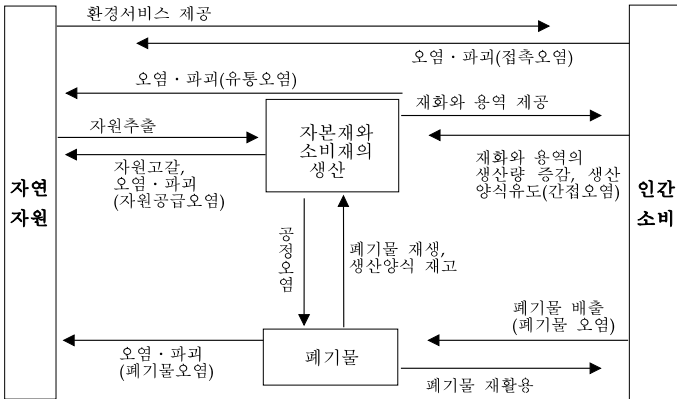 환경서비스 제공
오염·파괴(접촉오염)
오염·파괴(유통오염)
재화와 용역 제공
자원추출
자본재와
소비재의
생산
자원고갈,
오염·파괴
(자원공급오염)
재화와 용역의
생산량 증감, 생산
양식유도(간접오염)
자연
자원
인간
소비
공정오염
폐기물 재생,
생산양식 재고
폐기물 배출
(폐기물 오염)
오염·파괴
(폐기물오염)
폐기물
폐기물 재활용